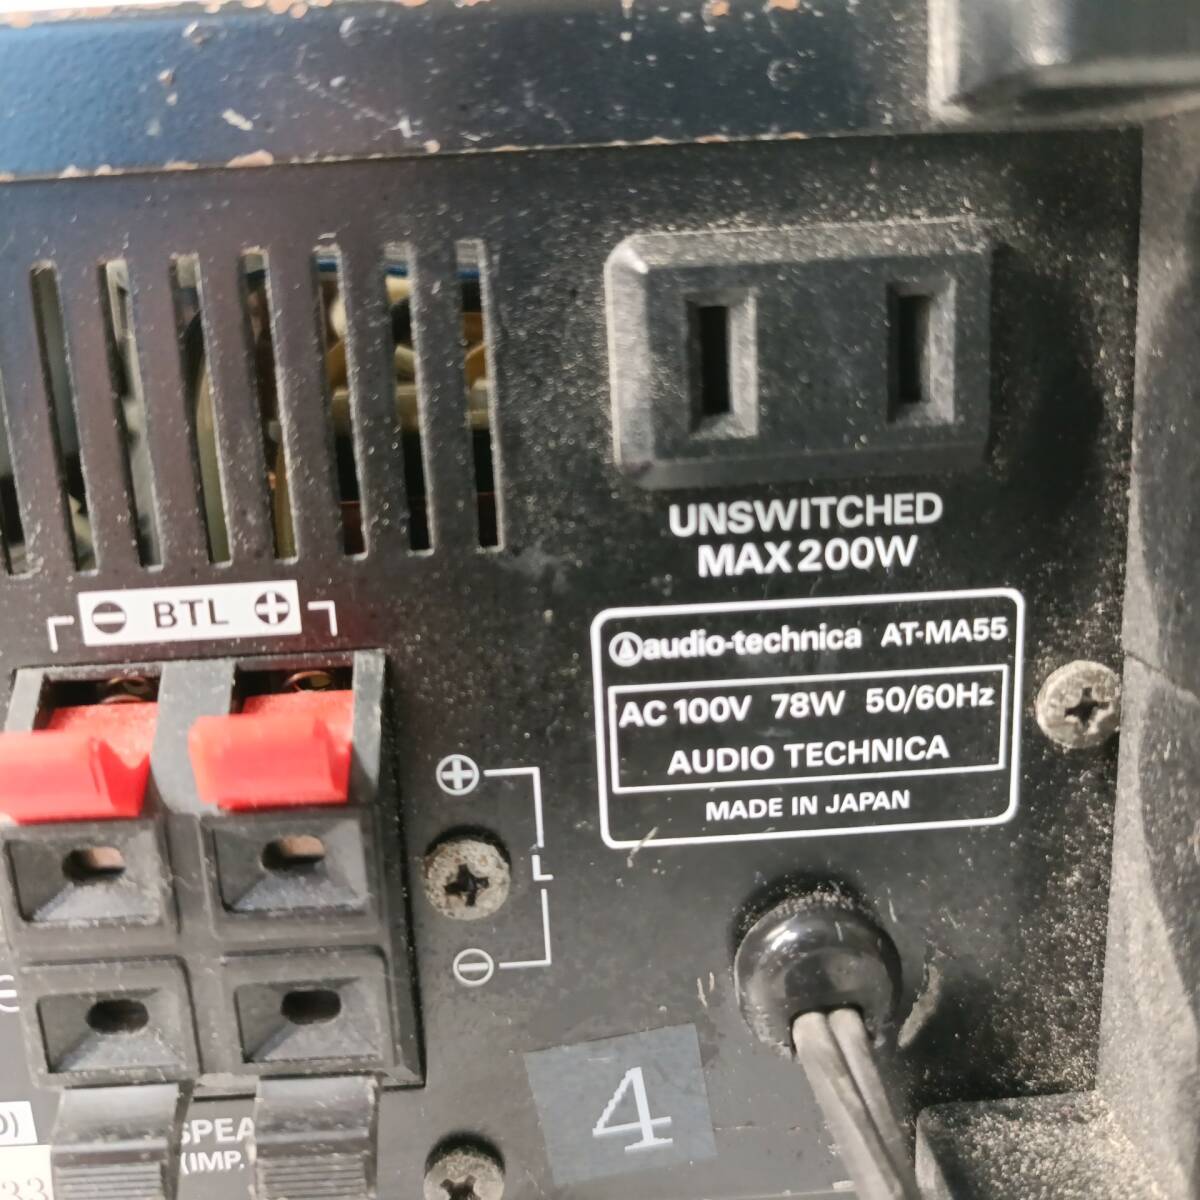 UNSWITCHED
MAX 200W
⊖ BTL ⊕
audio-technica AT-MA55
AC 100V 78W 50/60Hz
AUDIO TECHNICA
MADE IN JAPAN
⊕
L
⊖
4
SPEA
(IMP.
33